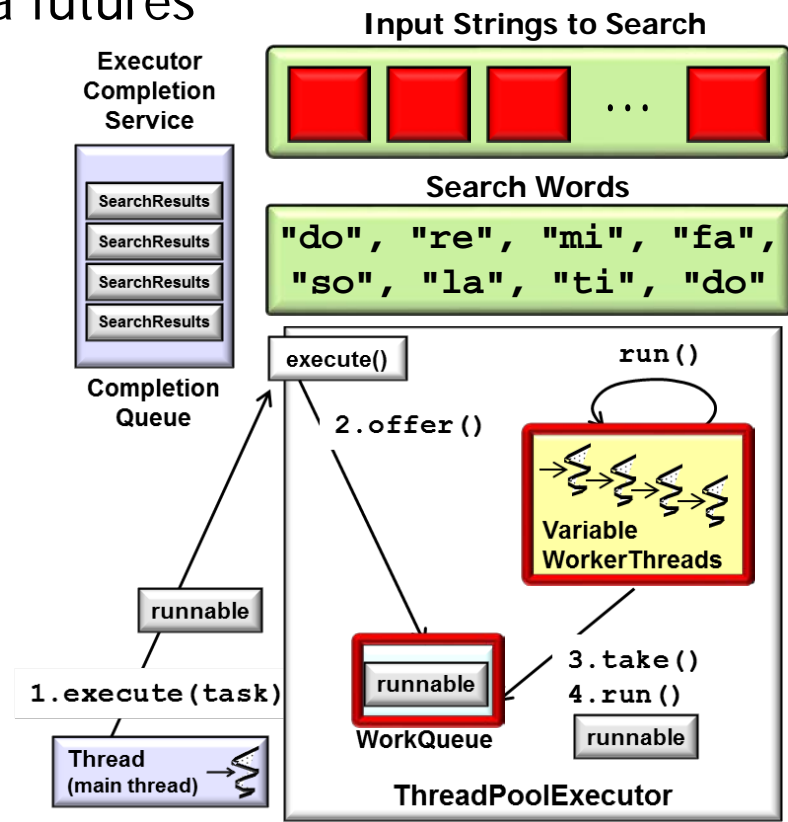 a futures
Input Strings to Search
...
Executor
Completion
Service
SearchResults
SearchResults
SearchResults
SearchResults
Completion
Queue
Search Words
"do", "re", "mi", "fa",
"so", "la", "ti", "do"
execute()
run()
2.offer()
Variable
WorkerThreads
runnable
1.execute(task)
runnable
WorkQueue
3.take()
4.run()
runnable
Thread
(main thread)
ThreadPoolExecutor